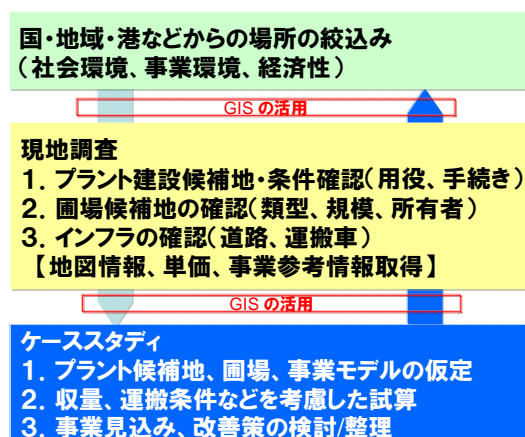 国・地域・港などからの場所の絞込み
（社会環境、事業環境、経済性）
GIS の活用
現地調査
１．プラント建設候補地・条件確認（用役、手続き）
２．圃場候補地の確認（類型、規模、所有者）
３．インフラの確認（道路、運搬車）
【地図情報、単価、事業参考情報取得】
GIS の活用
ケーススタディ
１．プラント候補地、圃場、事業モデルの仮定
２．収量、運搬条件などを考慮した試算
３．事業見込み、改善策の検討/整理